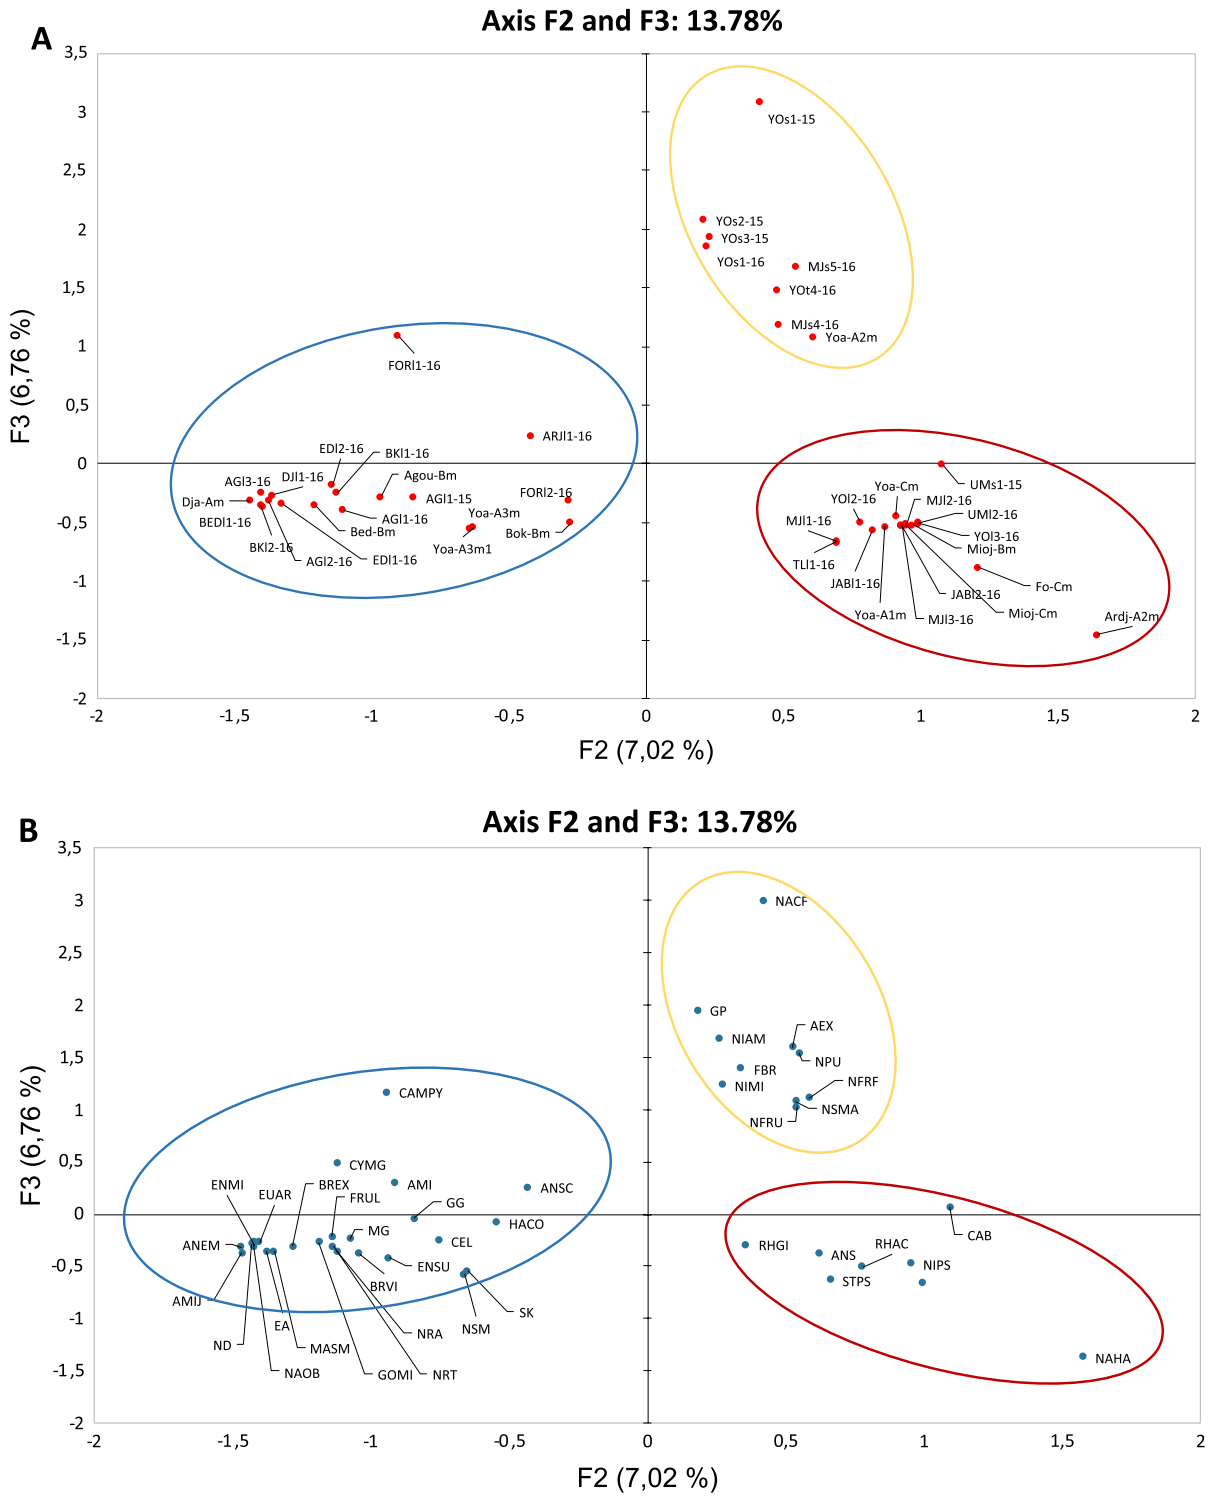 Axis F2 and F3: 13.78%
A
3,5
3
2,5
2
1,5
1
0,5
0
-0,5
-1
-1,5
-2
F3 (6,76 %)
YOs1-15
YOs2-15
YOs3-15
YOs1-16
MJs5-16
YOt4-16
MJs4-16
Yoa-A2m
FORl1-16
ARJl1-16
EDl2-16
BKl1-16
AGl3-16
DJl1-16
Agou-Bm
Dja-Am
AGl1-15
FORl2-16
BEDl1-16
AGl1-16
Yoa-A3m
Bed-Bm
Bok-Bm
BKl2-16
AGl2-16
EDl1-16
Yoa-A3m1
UMs1-15
Yoa-Cm
YOl2-16
MJl2-16
UMl2-16
MJl1-16
YOl3-16
Mioj-Bm
TLl1-16
JABl1-16
Fo-Cm
JABl2-16
Yoa-A1m
MJl3-16
Mioj-Cm
Ardj-A2m
-2
-1,5
-1
-0,5
0
0,5
1
1,5
2
F2 (7,02 %)
B
Axis F2 and F3: 13.78%
3,5
3
2,5
2
1,5
1
0,5
0
-0,5
-1
-1,5
-2
F3 (6,76 %)
NACF
GP
AEX
NIAM
NPU
FBR
NIMI
NFRF
NSMA
NFRU
CAMPY
CYMG
AMI
ANSC
ENMI
EUAR
BREX
FRUL
GG
HACO
MG
ANEM
CEL
ENSU
BRVI
AMIJ
SK
EA
NSM
NRA
ND
MASM
NAOB
GOMI
NRT
CAB
RHGI
ANS
RHAC
NIPS
STPS
NAHA
-2
-1,5
-1
-0,5
0
0,5
1
1,5
2
F2 (7,02 %)